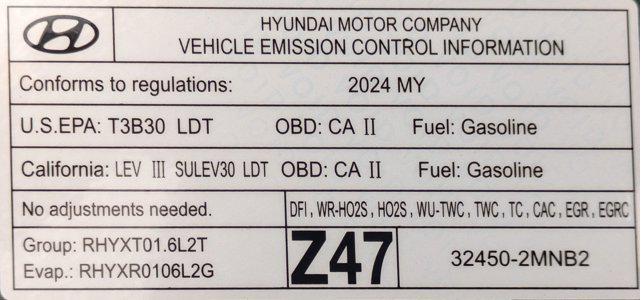 HYUNDAI MOTOR COMPANY
VEHICLE EMISSION CONTROL INFORMATION
Conforms to regulations: 2024 MY
U.S.EPA: T3B30 LDT OBD: CA II Fuel: Gasoline
California: LEV III SULEV30 LDT OBD: CA II Fuel: Gasoline
No adjustments needed. DFI, WR-HO2S, HO2S, WU-TWC, TWC, TC, CAC, EGR, EGRC
Group: RHYXT01.6L2T
Evap.: RHYXR0106L2G
Z47
32450-2MNB2